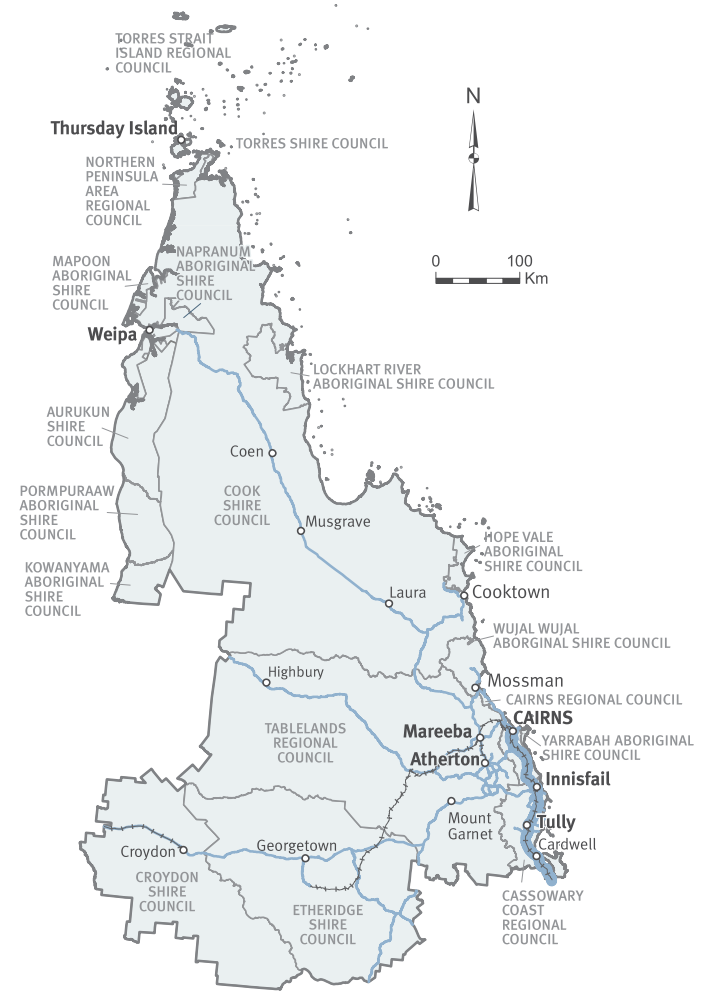 TORRES STRAIT
ISLAND REGIONAL
COUNCIL
N
Thursday Island
TORRES SHIRE COUNCIL
NORTHERN
PENINSULA
AREA
REGIONAL
COUNCIL
NAPRANUM
ABORIGINAL
SHIRE
COUNCIL
MAPOON
ABORIGINAL
SHIRE
COUNCIL
0 100
Km
Weipa
LOCKHART RIVER
ABORIGINAL SHIRE COUNCIL
AURUKUN
SHIRE
COUNCIL
Coen
PORMPURAAW
ABORIGINAL
SHIRE
COUNCIL
COOK
SHIRE
COUNCIL
Musgrave
HOPE VALE
ABORIGINAL
SHIRE COUNCIL
KOWANYAMA
ABORIGINAL
SHIRE
COUNCIL
Laura
Cooktown
WUJAL WUJAL
ABORGINAL SHIRE COUNCIL
Highbury
Mossman
CAIRNS REGIONAL COUNCIL
CAIRNS
TABLELANDS
REGIONAL
COUNCIL
Mareeba
YARRABAH ABORIGINAL
SHIRE COUNCIL
Atherton
Innisfail
Mount
Garnet
Tully
Cardwell
Croydon
Georgetown
CROYDON
SHIRE
COUNCIL
ETHERIDGE
SHIRE
COUNCIL
CASSOWARY
COAST
REGIONAL
COUNCIL